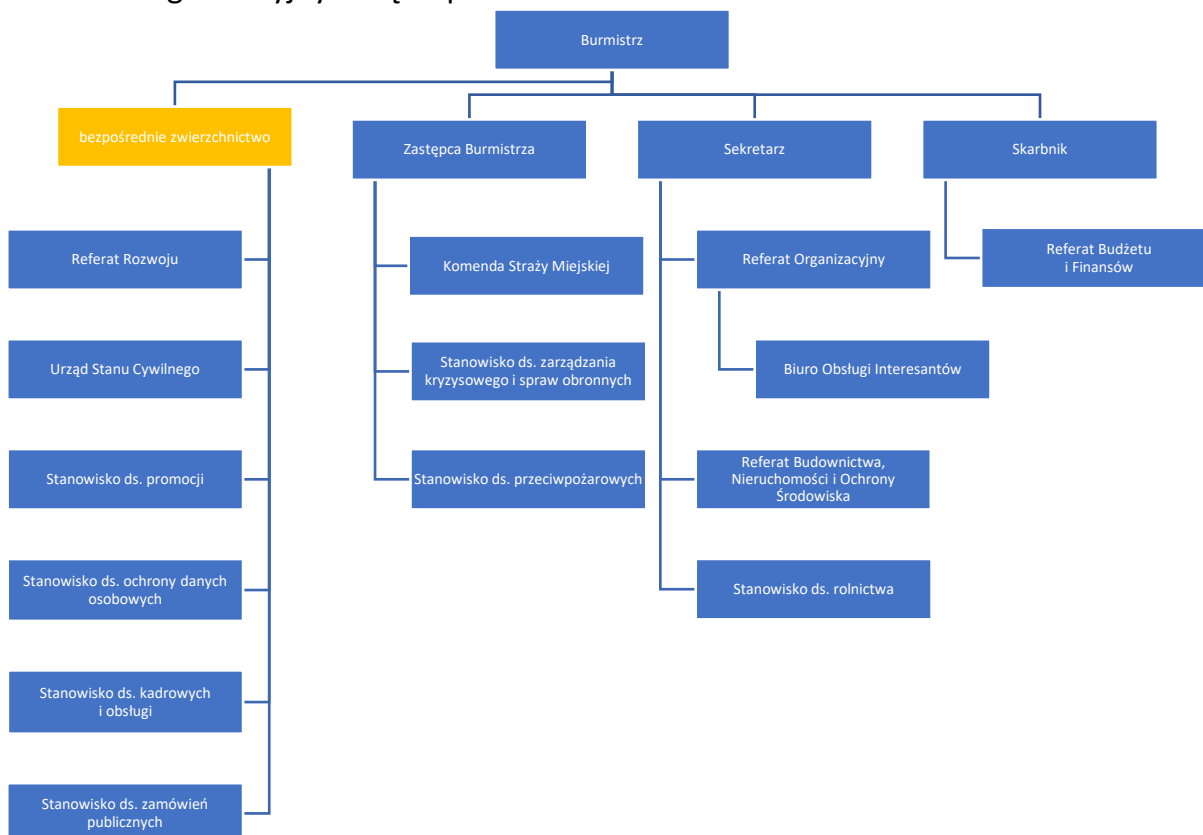 Burmistrz
bezpośrednie zwierzchnictwo
Zastępca Burmistrza
Sekretarz
Skarbnik
Referat Rozwoju
Komenda Straży Miejskiej
Referat Organizacyjny
Referat Budżetu
i Finansów
Urząd Stanu Cywilnego
Stanowisko ds. zarządzania
kryzysowego i spraw obronnych
Biuro Obsługi Interesantów
Stanowisko ds. promocji
Stanowisko ds. przeciwpożarowych
Referat Budownictwa,
Nieruchomości i Ochrony
Środowiska
Stanowisko ds. ochrony danych
osobowych
Stanowisko ds. rolnictwa
Stanowisko ds. kadrowych
i obsługi
Stanowisko ds. zamówień
publicznych